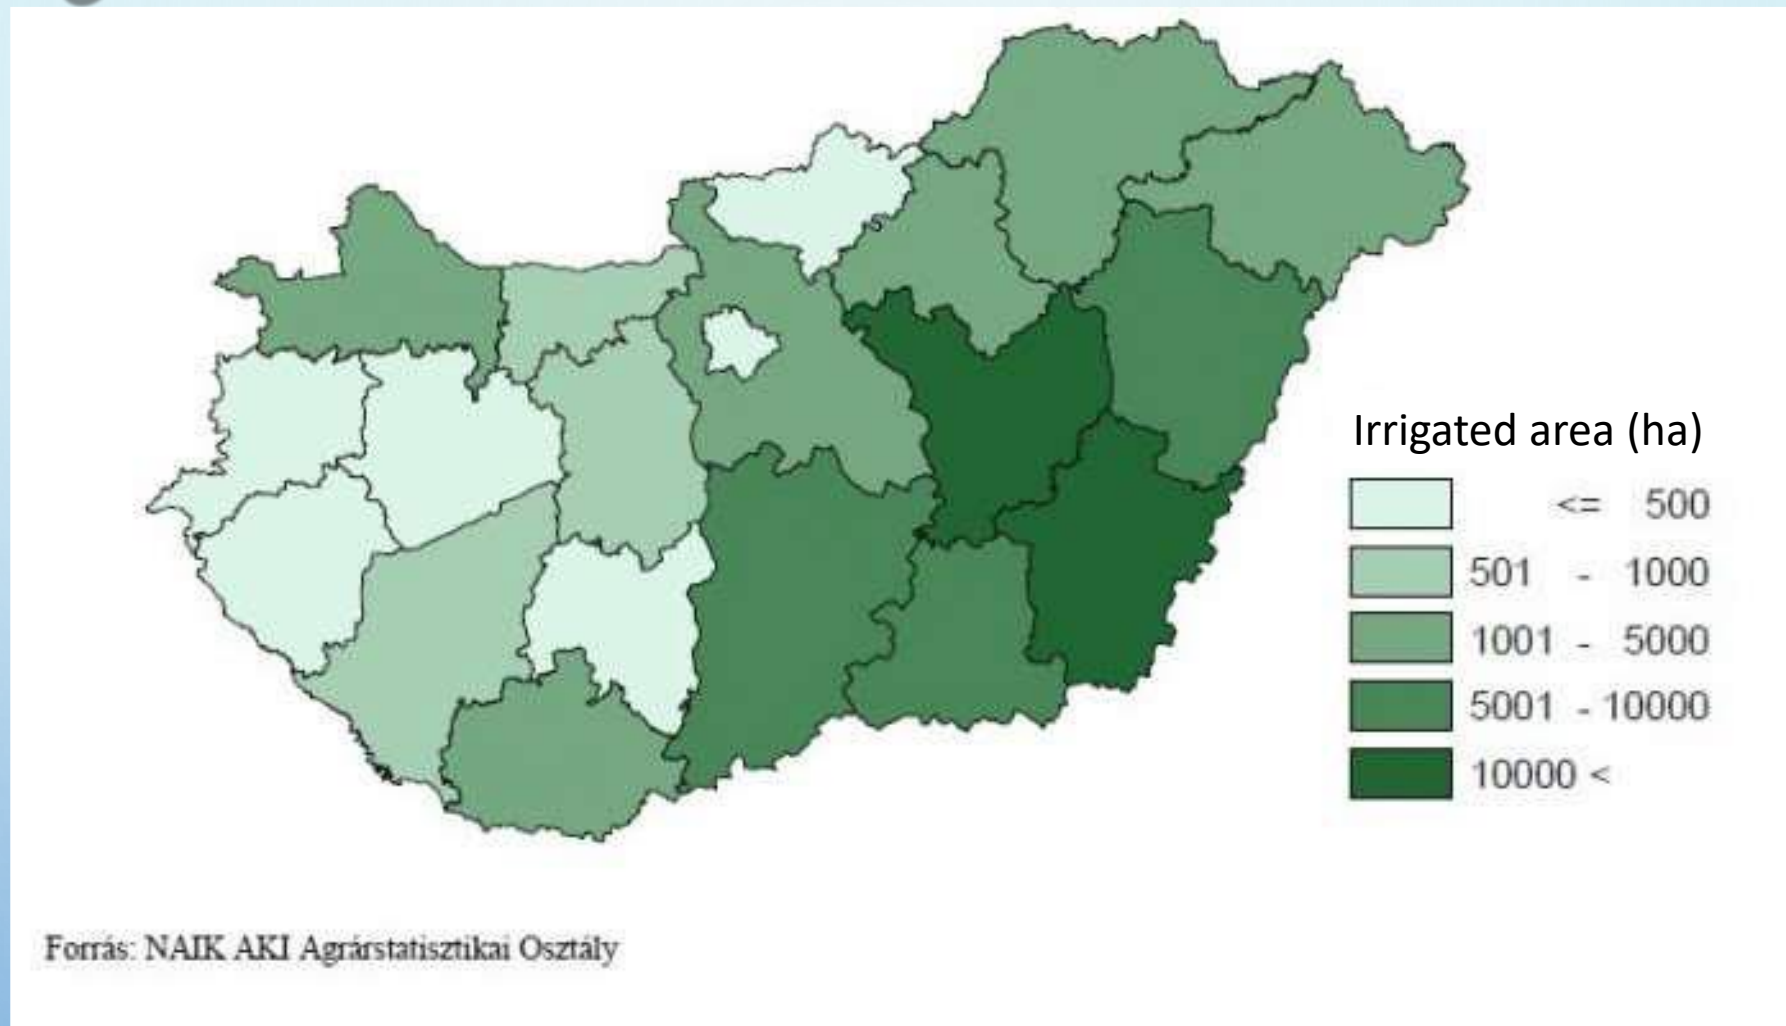 Irrigated area (ha)
<= 500
501 - 1000
1001 - 5000
5001 - 10000
10000 <
Forrás: NAIK AKI Agrárstatisztikai Osztály